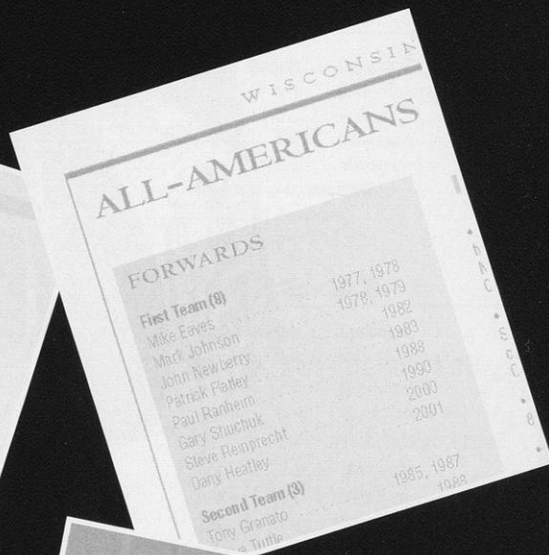 WISCONSIN
ALL-AMERICANS
FORWARDS
First Team (8)
Mike Eaves . . . . . . . . . . 1977, 1978
Mark Johnson . . . . . . . . . . 1978, 1979
John Newberry . . . . . . . . . . 1982
Patrick Flatley . . . . . . . . . . 1983
Paul Ranheim . . . . . . . . . . 1988
Gary Shuchuk . . . . . . . . . . 1990
Steve Reinprecht . . . . . . . . . . 2000
Dany Heatley . . . . . . . . . . 2001
Second Team (3)
Tony Granato . . . . . . . . . . 1985, 1987
Tuttle 1988